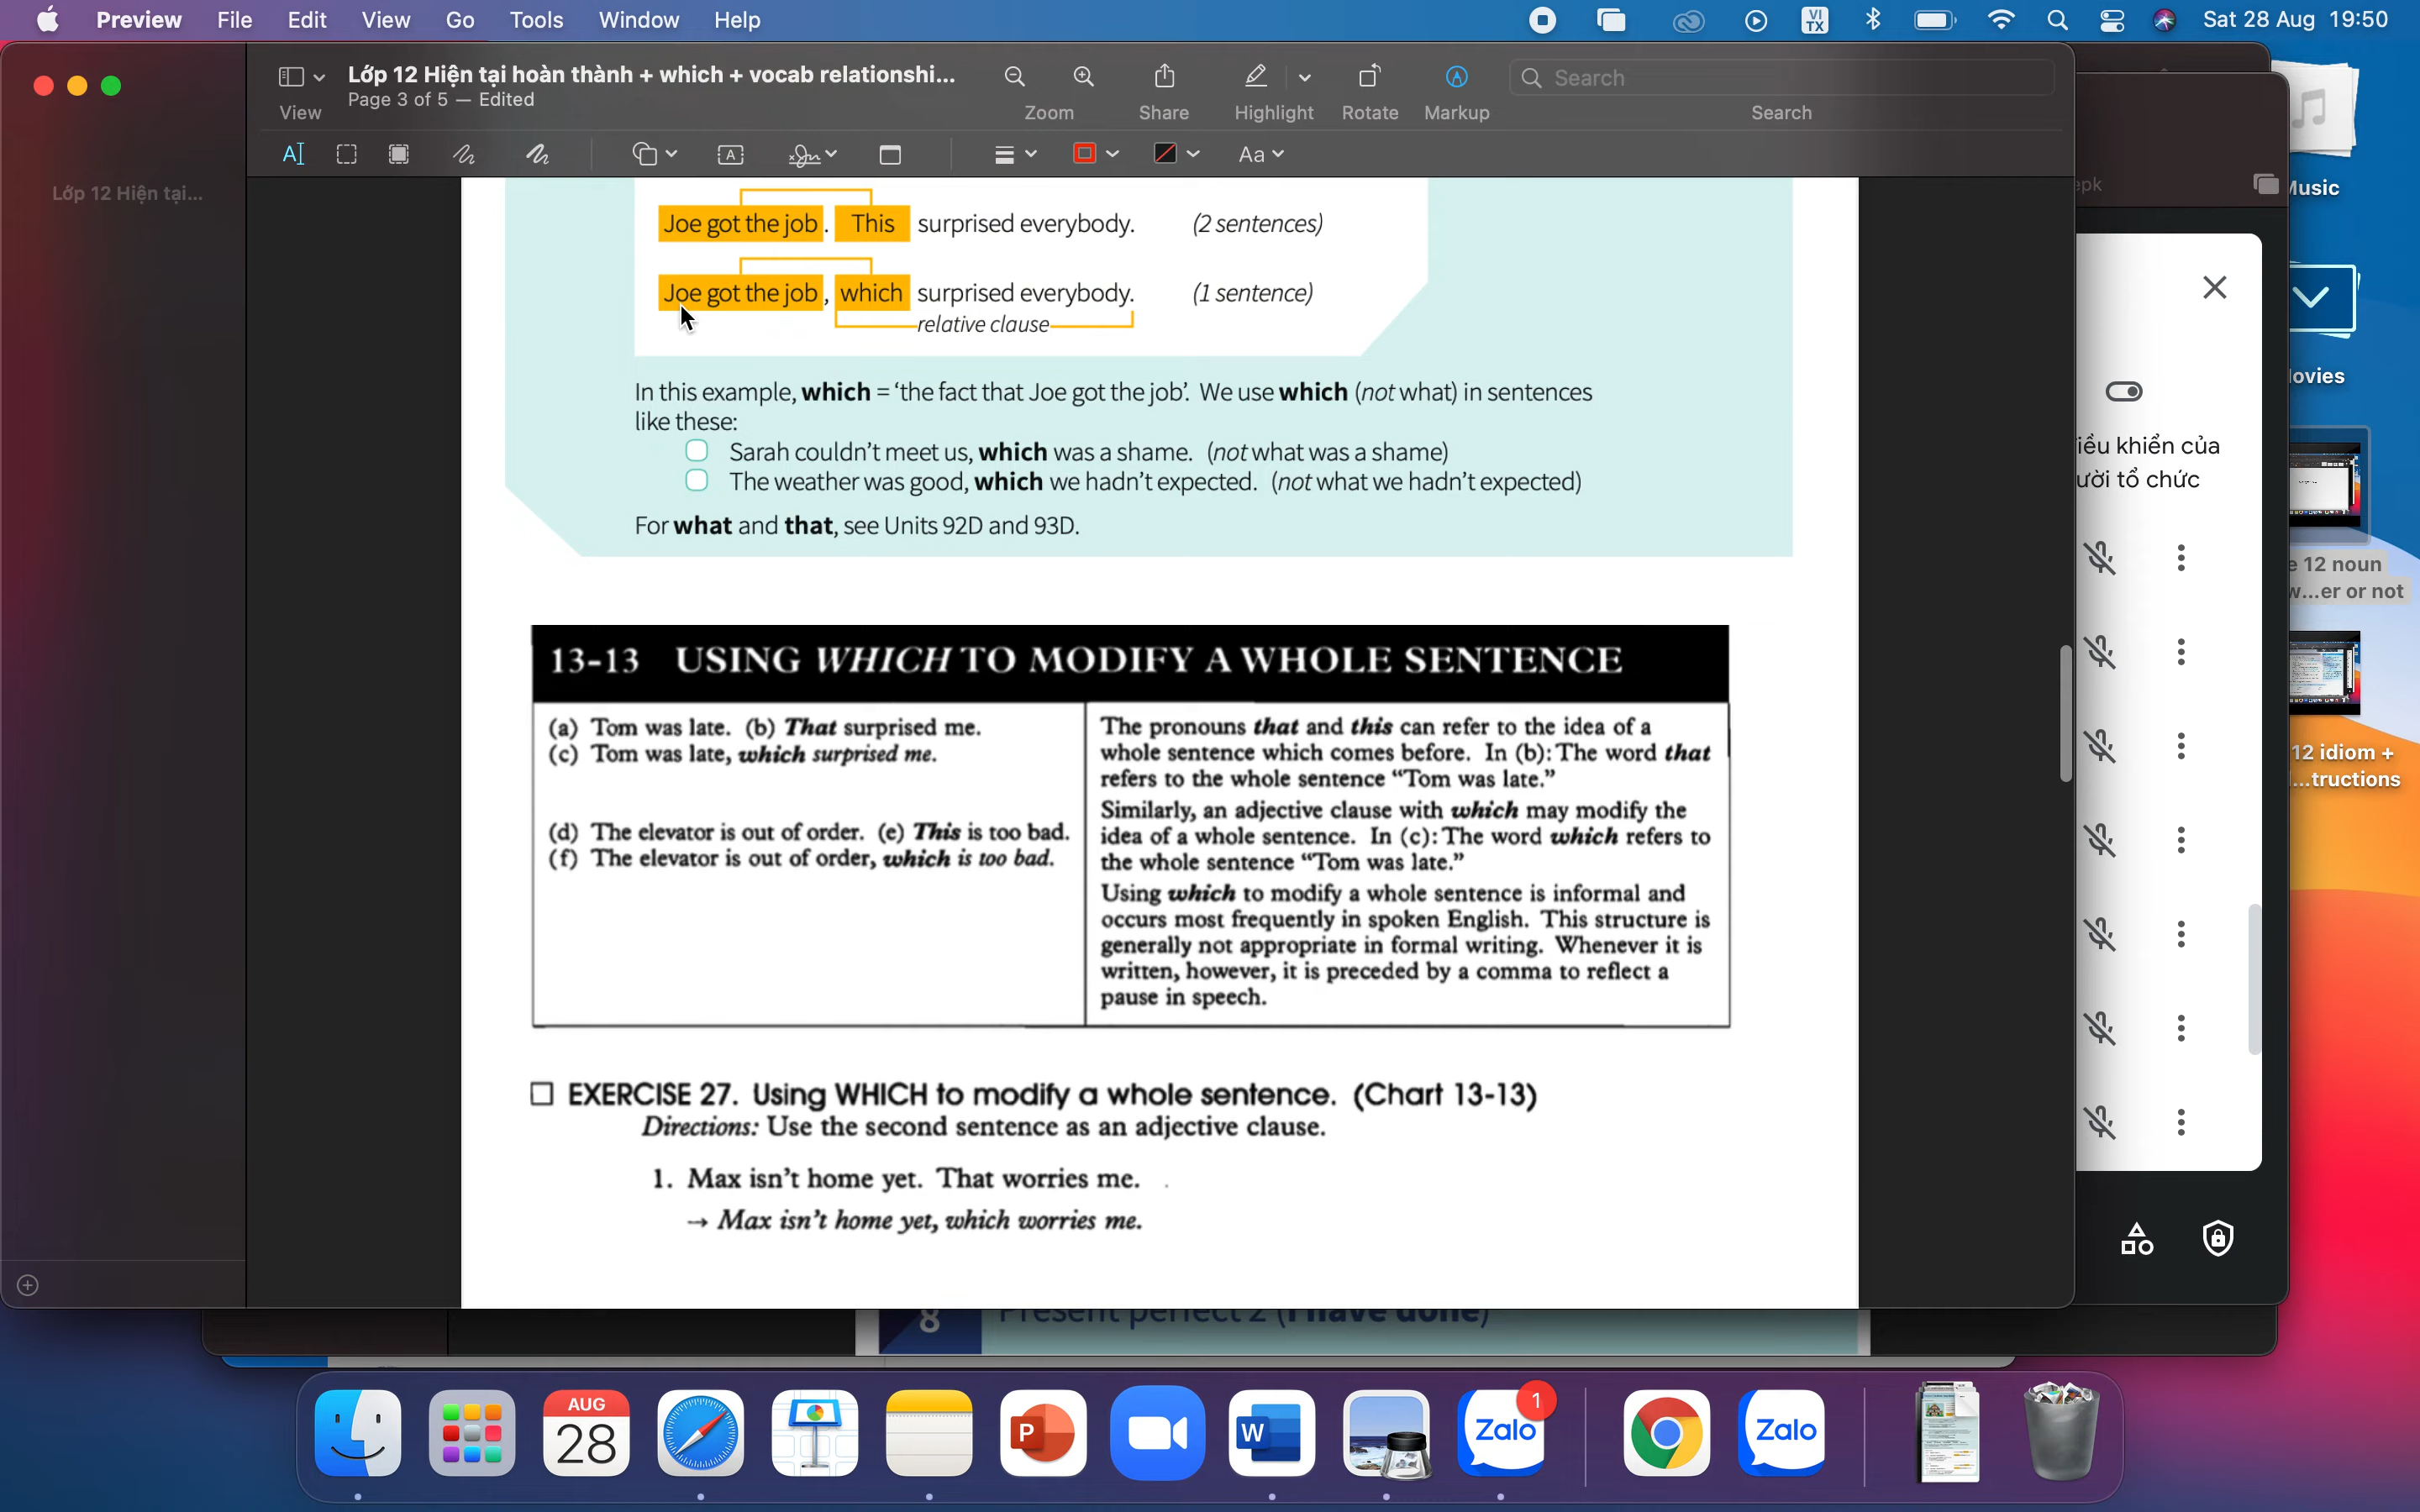 Preview File Edit View Go Tools Window Help
VI
TX
Sat 28 Aug 19:50
Lớp 12 Hiện tại hoàn thành + which + vocab relationshi...
Page 3 of 5 — Edited
Search
View Zoom Share Highlight Rotate Markup Search
A Aa
Lớp 12 Hiện tại...
Music
Joe got the job . This surprised everybody. (2 sentences)
Joe got the job , which surprised everybody. (1 sentence)
relative clause
In this example, which = ‘the fact that Joe got the job’. We use which (not what) in sentences
like these:
Sarah couldn’t meet us, which was a shame. (not what was a shame)
The weather was good, which we hadn’t expected. (not what we hadn’t expected)
For what and that, see Units 92D and 93D.
13-13 USING WHICH TO MODIFY A WHOLE SENTENCE
(a) Tom was late. (b) That surprised me.
(c) Tom was late, which surprised me.
(d) The elevator is out of order. (e) This is too bad.
(f) The elevator is out of order, which is too bad.
The pronouns that and this can refer to the idea of a
whole sentence which comes before. In (b): The word that
refers to the whole sentence “Tom was late.”
Similarly, an adjective clause with which may modify the
idea of a whole sentence. In (c): The word which refers to
the whole sentence “Tom was late.”
Using which to modify a whole sentence is informal and
occurs most frequently in spoken English. This structure is
generally not appropriate in formal writing. Whenever it is
written, however, it is preceded by a comma to reflect a
pause in speech.
EXERCISE 27. Using WHICH to modify a whole sentence. (Chart 13-13)
Directions: Use the second sentence as an adjective clause.
1. Max isn’t home yet. That worries me.
→ Max isn’t home yet, which worries me.
epk
ovies
iều khiển của
ười tổ chức
e 12 noun
w...er or not
12 idiom +
...tructions
8 Present perfect 2 (I have done)
AUG
28
P
W
Zalo
1
Zalo